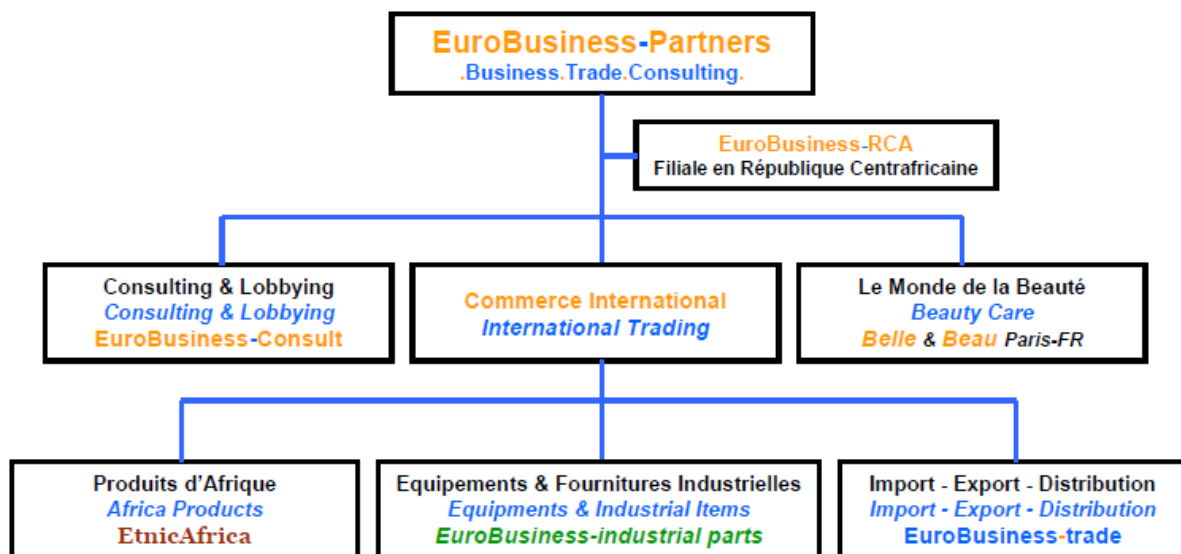 EuroBusiness-Partners
.Business.Trade.Consulting.
EuroBusiness-RCA
Filiale en République Centrafricaine
Consulting & Lobbying
Consulting & Lobbying
EuroBusiness-Consult
Commerce International
International Trading
Le Monde de la Beauté
Beauty Care
Belle & Beau Paris-FR
Produits d'Afrique
Africa Products
EtnicAfrica
Equipements & Fournitures Industrielles
Equipments & Industrial Items
EuroBusiness-industrial parts
Import - Export - Distribution
Import - Export - Distribution
EuroBusiness-trade